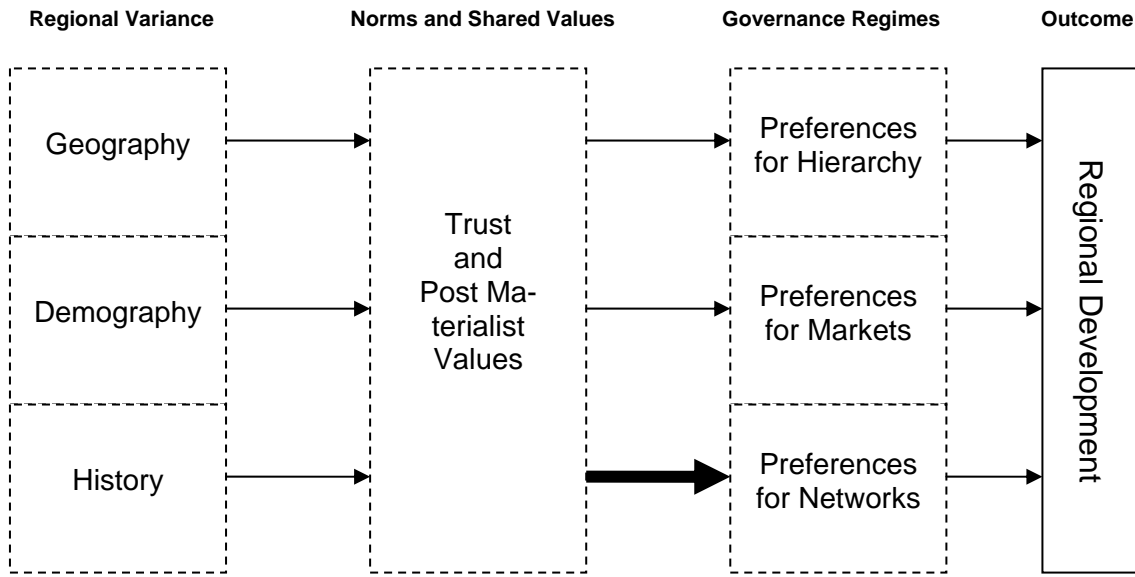 Regional Variance
Norms and Shared Values
Governance Regimes
Outcome
Geography
Demography
History
Trust
and
Post Ma-
terialist
Values
Preferences
for Hierarchy
Preferences
for Markets
Preferences
for Networks
Regional Development